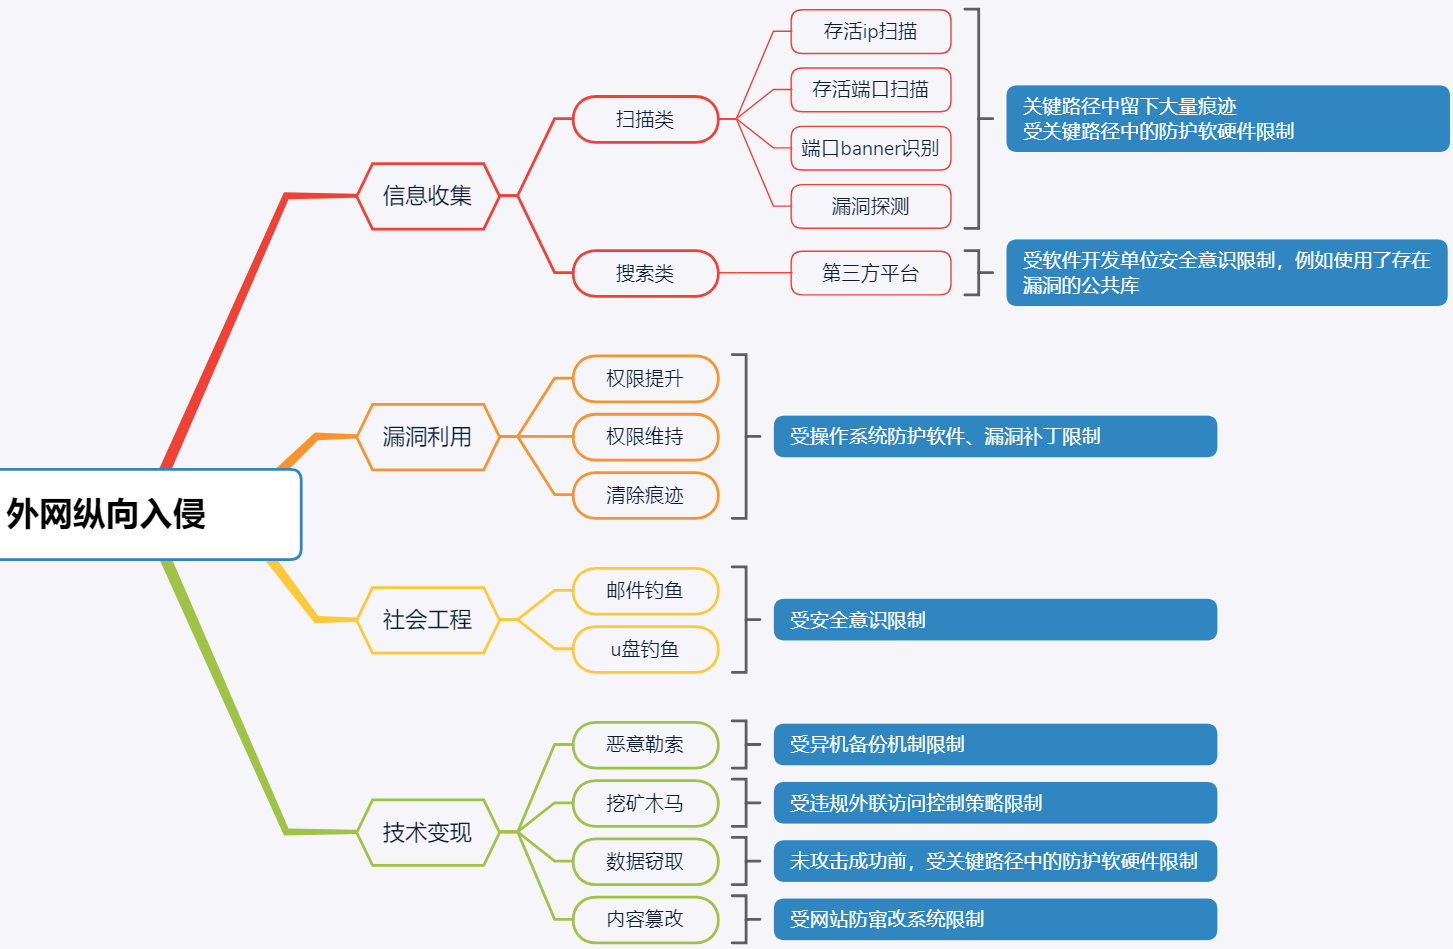 外网纵向入侵
信息收集
扫描类
存活ip扫描
存活端口扫描
端口banner识别
漏洞探测
关键路径中留下大量痕迹
受关键路径中的防护软硬件限制
搜索类
第三方平台
受软件开发单位安全意识限制，例如使用了存在
漏洞的公共库
漏洞利用
权限提升
权限维持
清除痕迹
受操作系统防护软件、漏洞补丁限制
社会工程
邮件钓鱼
u盘钓鱼
受安全意识限制
技术变现
恶意勒索
受异机备份机制限制
挖矿木马
受违规外联访问控制策略限制
数据窃取
未攻击成功前，受关键路径中的防护软硬件限制
内容篡改
受网站防窜改系统限制